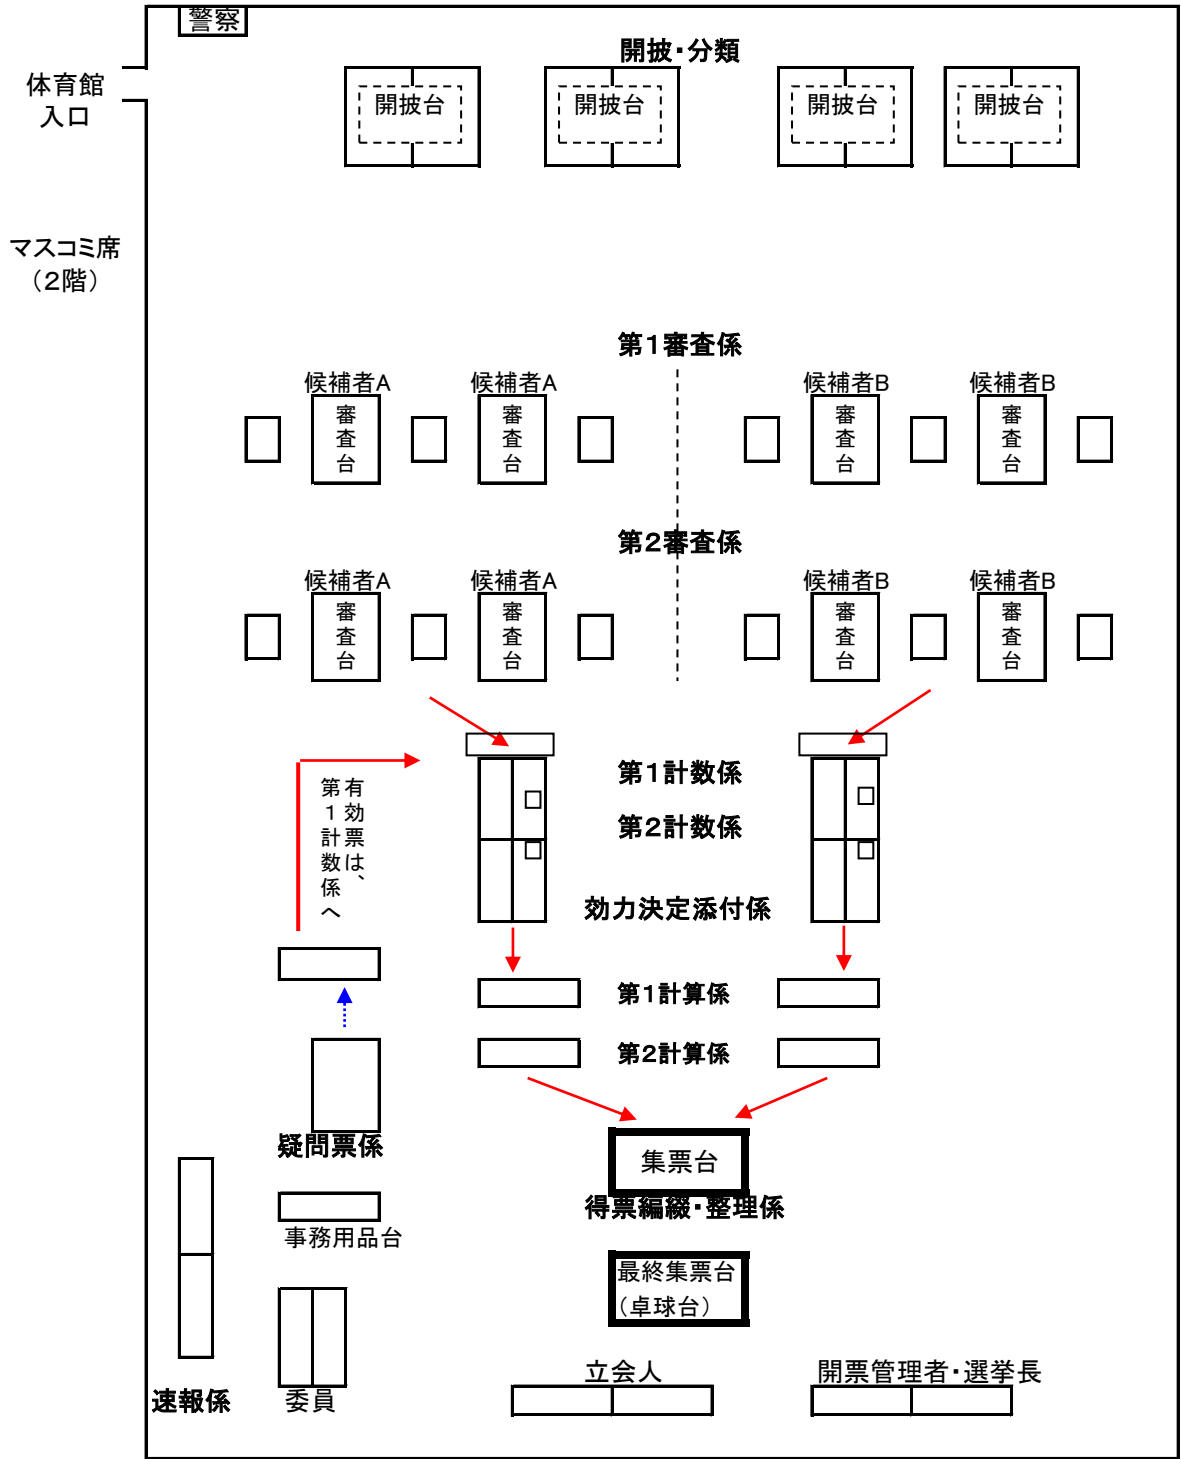 警察
開披・分類
体育館
入口
開披台
開披台
開披台
開披台
マスコミ席
（２階）
第１審査係
候補者A
候補者A
候補者B
候補者B
審査台
審査台
審査台
審査台
第２審査係
候補者A
候補者A
候補者B
候補者B
審査台
審査台
審査台
審査台
有効票は、
第１計数係へ
第１計数係
第２計数係
効力決定添付係
第１計算係
第２計算係
疑問票係
集票台
得票編綴・整理係
事務用品台
最終集票台
（卓球台）
立会人
開票管理者・選挙長
速報係
委員